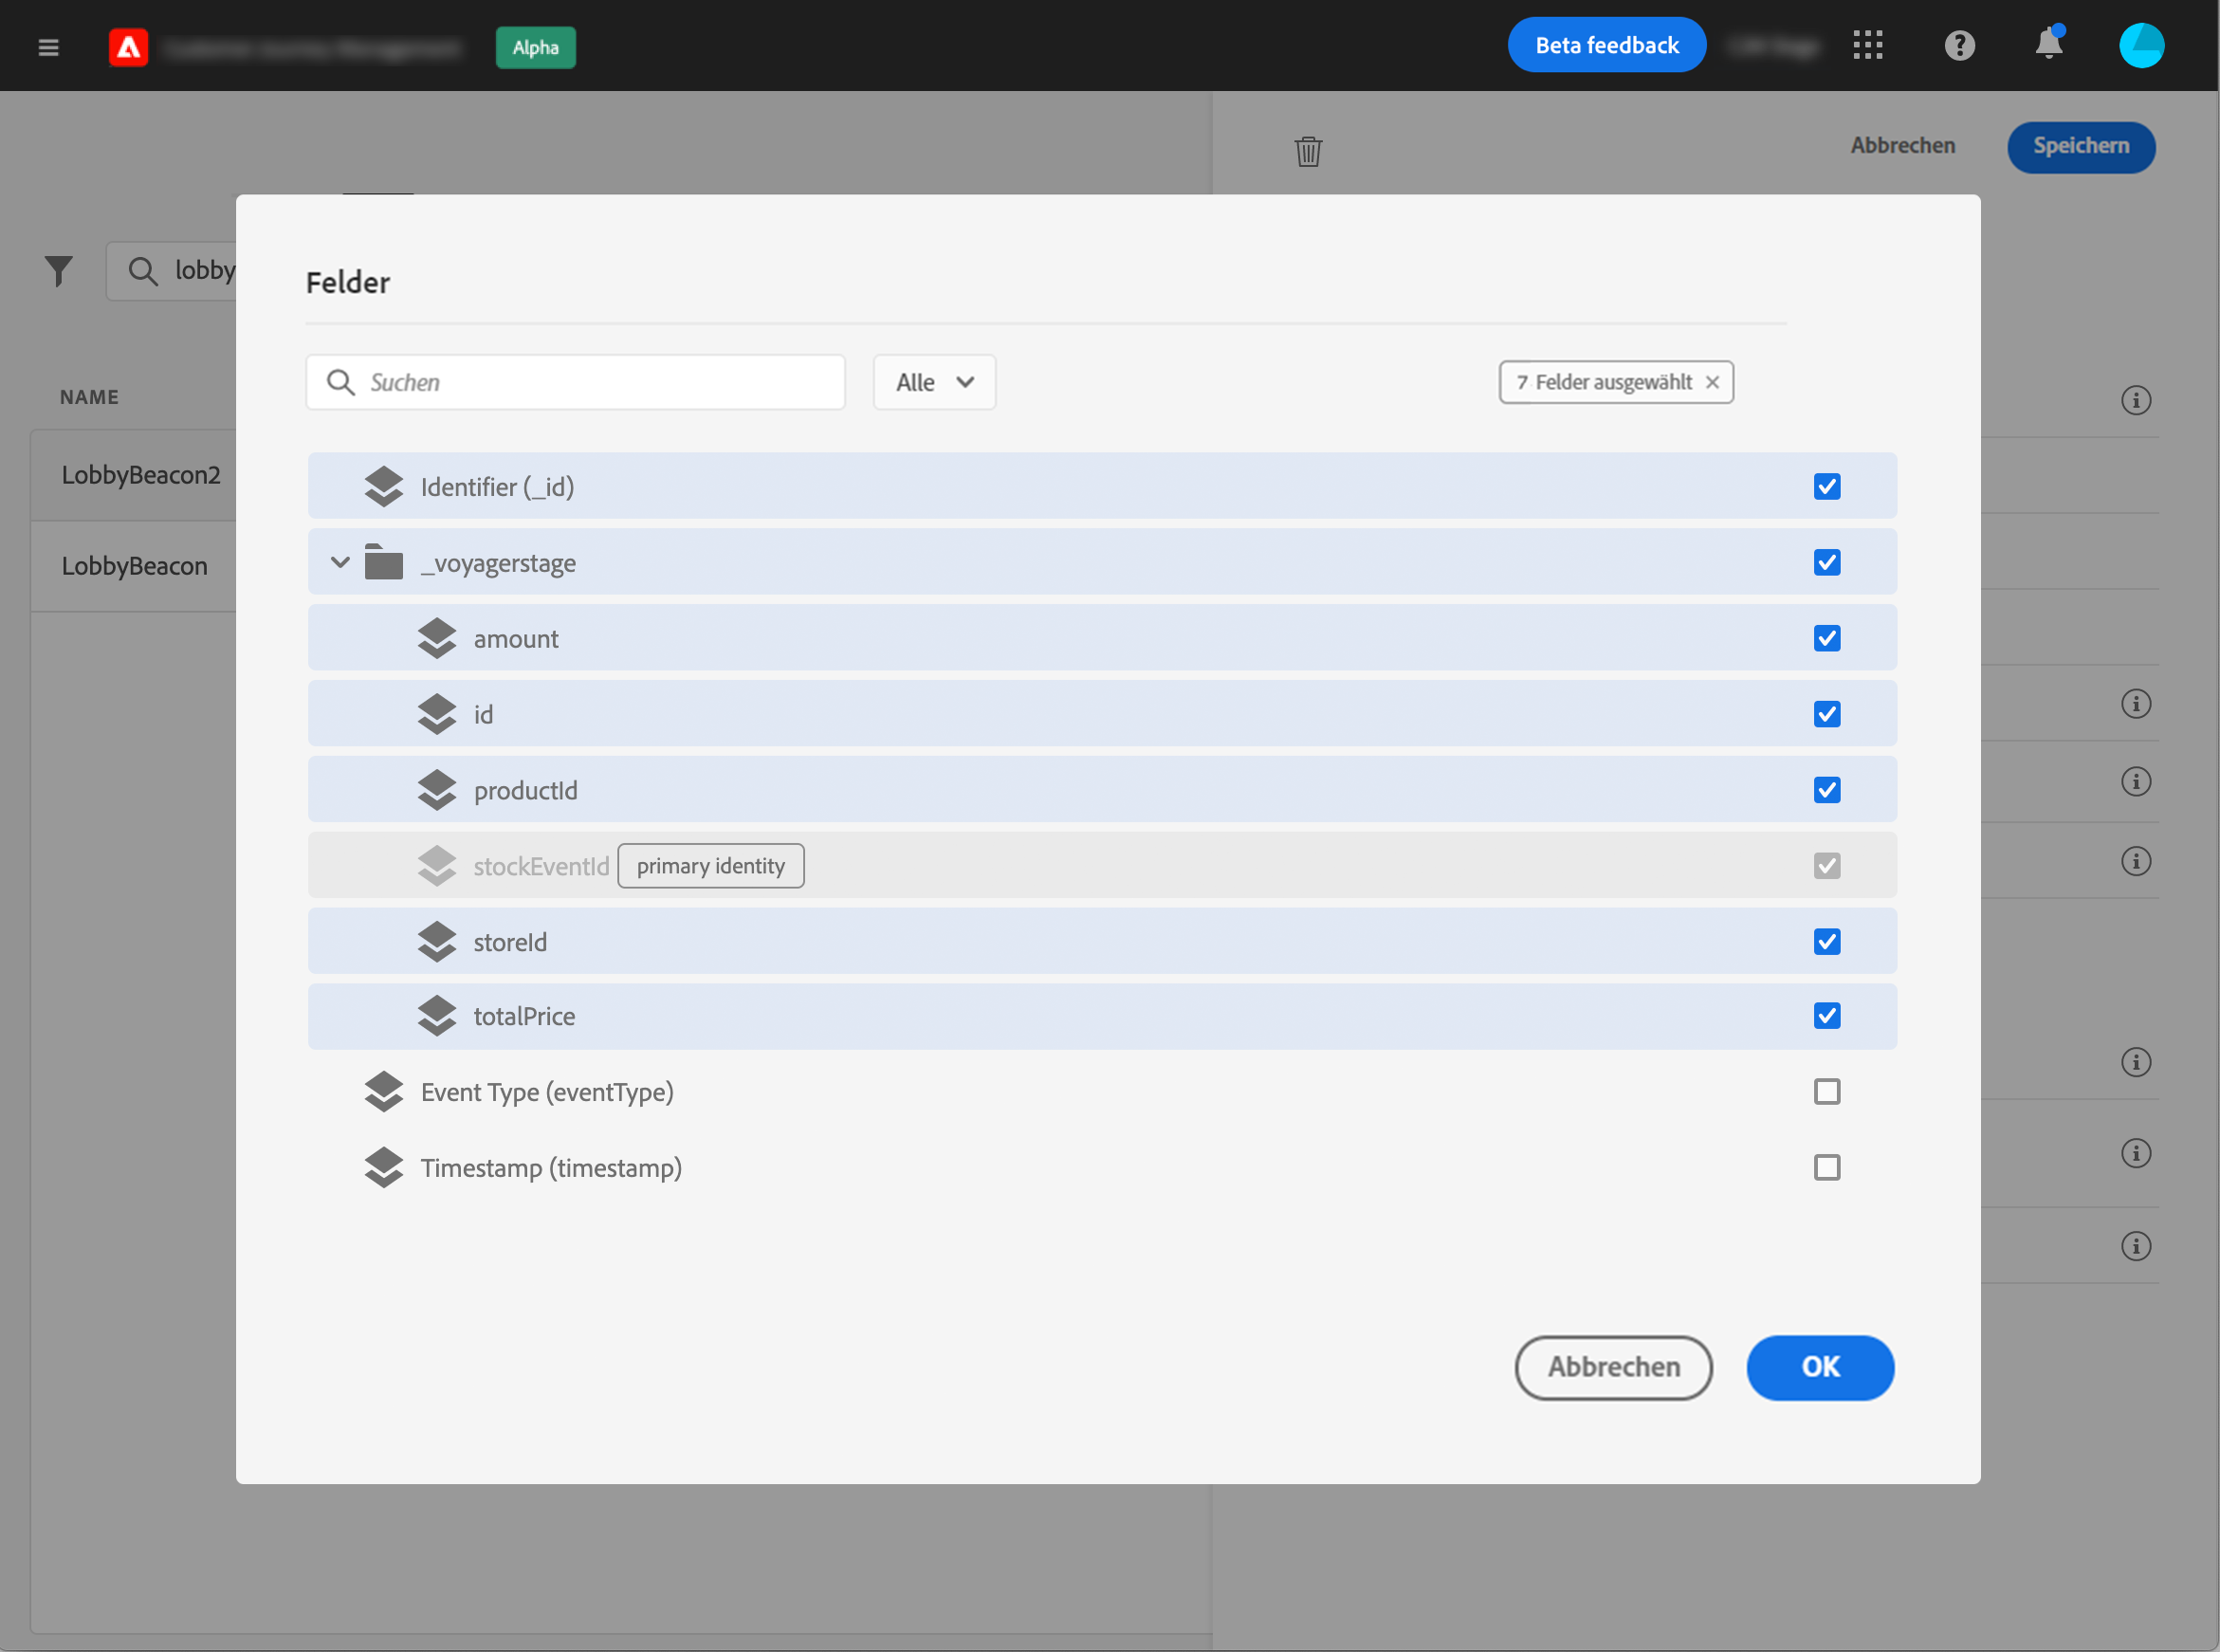 Alpha
Beta feedback
Abbrechen
Speichern
lobby
NAME
LobbyBeacon2
LobbyBeacon
Felder
Suchen
Alle
7 Felder ausgewählt
Identifier (_id)
_voyagerstage
amount
id
productId
stockEventId primary identity
storeId
totalPrice
Event Type (eventType)
Timestamp (timestamp)
Abbrechen
OK